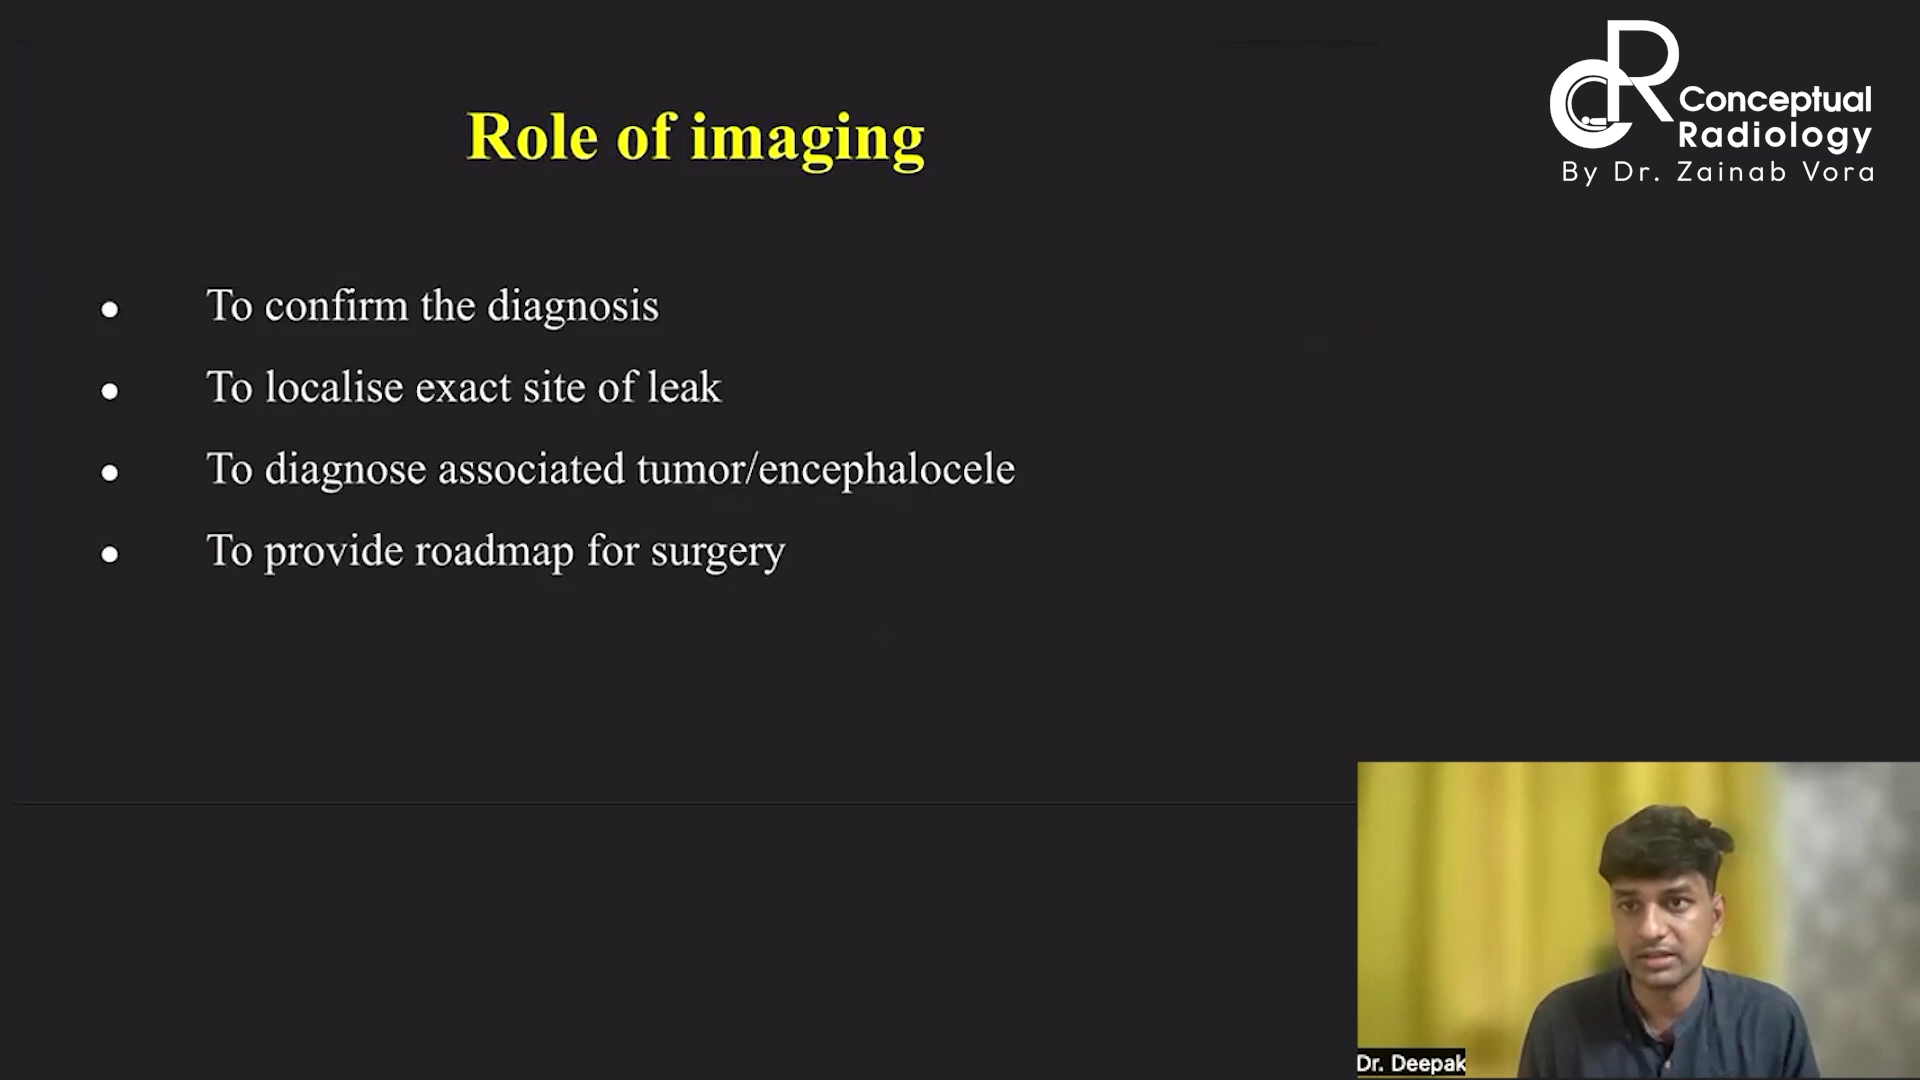 Role of imaging
• To confirm the diagnosis
• To localise exact site of leak
• To diagnose associated tumor/encephalocele
• To provide roadmap for surgery
CR Conceptual
Radiology
By Dr. Zainab Vora
Dr. Deepak